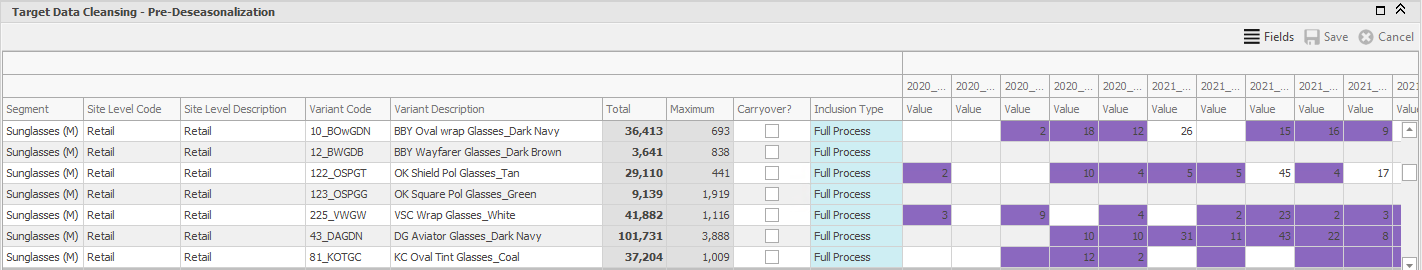 Target Data Cleansing - Pre-Deseasonalization
Fields Save Cancel
2020_... 2020_... 2020_... 2020_... 2020_... 2021_... 2021_... 2021_... 2021_... 2021_... 2021
Segment Site Level Code Site Level Description Variant Code Variant Description Total Maximum Carryover? Inclusion Type Value Value Value Value Value Value Value Value Value Value Value
Sunglasses (M) Retail Retail 10_BOwGDN BBY Oval wrap Glasses_Dark Navy 36,413 693 Full Process 2 18 12 26 15 16 9
Sunglasses (M) Retail Retail 12_BWGDB BBY Wayfarer Glasses_Dark Brown 3,641 838 Full Process
Sunglasses (M) Retail Retail 122_OSPGT OK Shield Pol Glasses_Tan 29,110 441 Full Process 2 10 4 5 5 45 4 17
Sunglasses (M) Retail Retail 123_OSPGG OK Square Pol Glasses_Green 9,139 1,919 Full Process
Sunglasses (M) Retail Retail 225_VWGW VSC Wrap Glasses_White 41,882 1,116 Full Process 3 9 4 2 23 2 3
Sunglasses (M) Retail Retail 43_DAGDN DG Aviator Glasses_Dark Navy 101,731 3,888 Full Process 10 10 31 11 43 22 8
Sunglasses (M) Retail Retail 81_KOTGC KC Oval Tint Glasses_Coal 37,204 1,009 Full Process 12 2